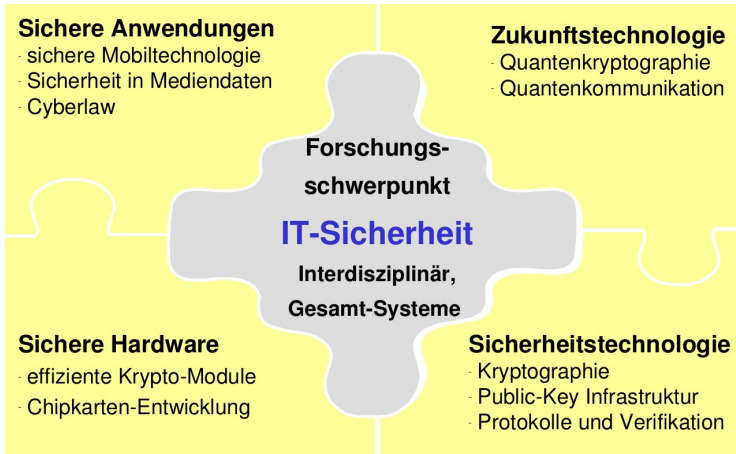 Sichere Anwendungen
- sichere Mobiltechnologie
- Sicherheit in Mediendaten
- Cyberlaw
Zukunftstechnologie
- Quantenkryptographie
- Quantenkommunikation
Forschungs-
schwerpunkt
IT-Sicherheit
Interdisziplinär,
Gesamt-Systeme
Sichere Hardware
- effiziente Krypto-Module
- Chipkarten-Entwicklung
Sicherheitstechnologie
- Kryptographie
- Public-Key Infrastruktur
- Protokolle und Verifikation